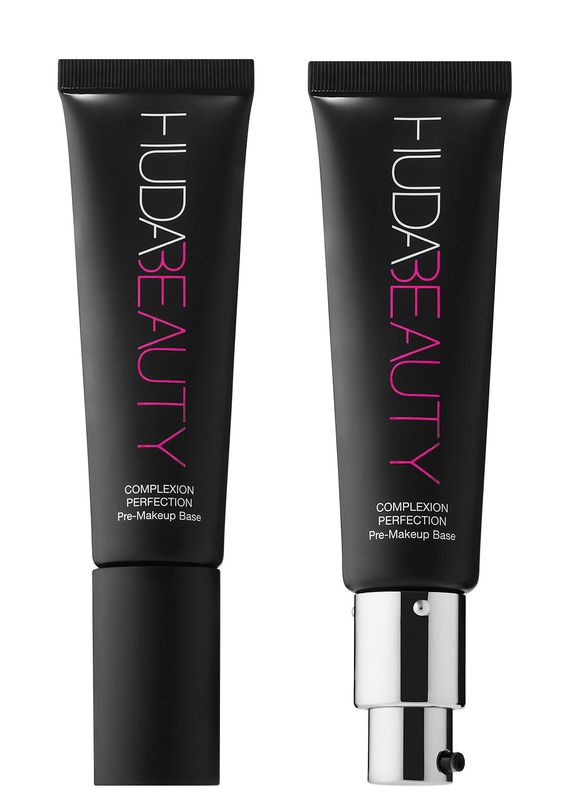 HUDABEAUTY
COMPLEXION
PERFECTION
Pre-Makeup Base
HUDABEAUTY
COMPLEXION
PERFECTION
Pre-Makeup Base